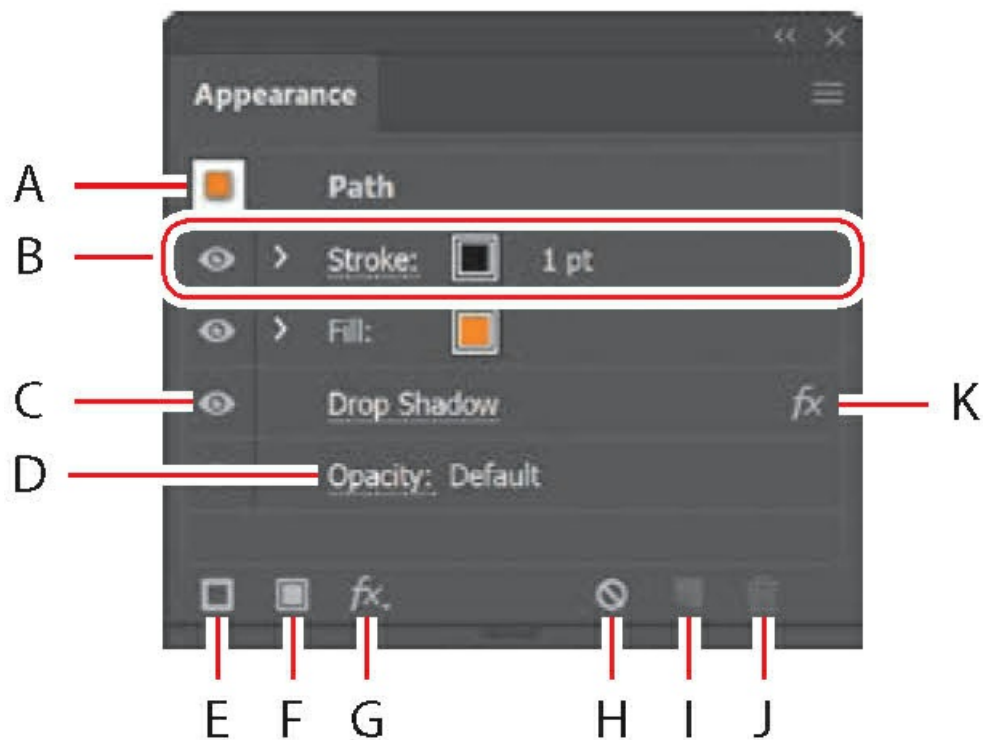 Appearance
A
Path
B
Stroke: 1 pt
Fill:
C
Drop Shadow
fx
K
D
Opacity: Default
fx.
E F G H I J